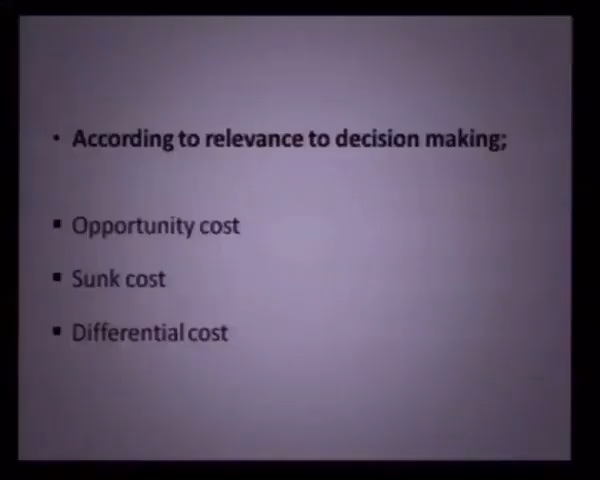 • According to relevance to decision making;
▪ Opportunity cost
▪ Sunk cost
▪ Differential cost